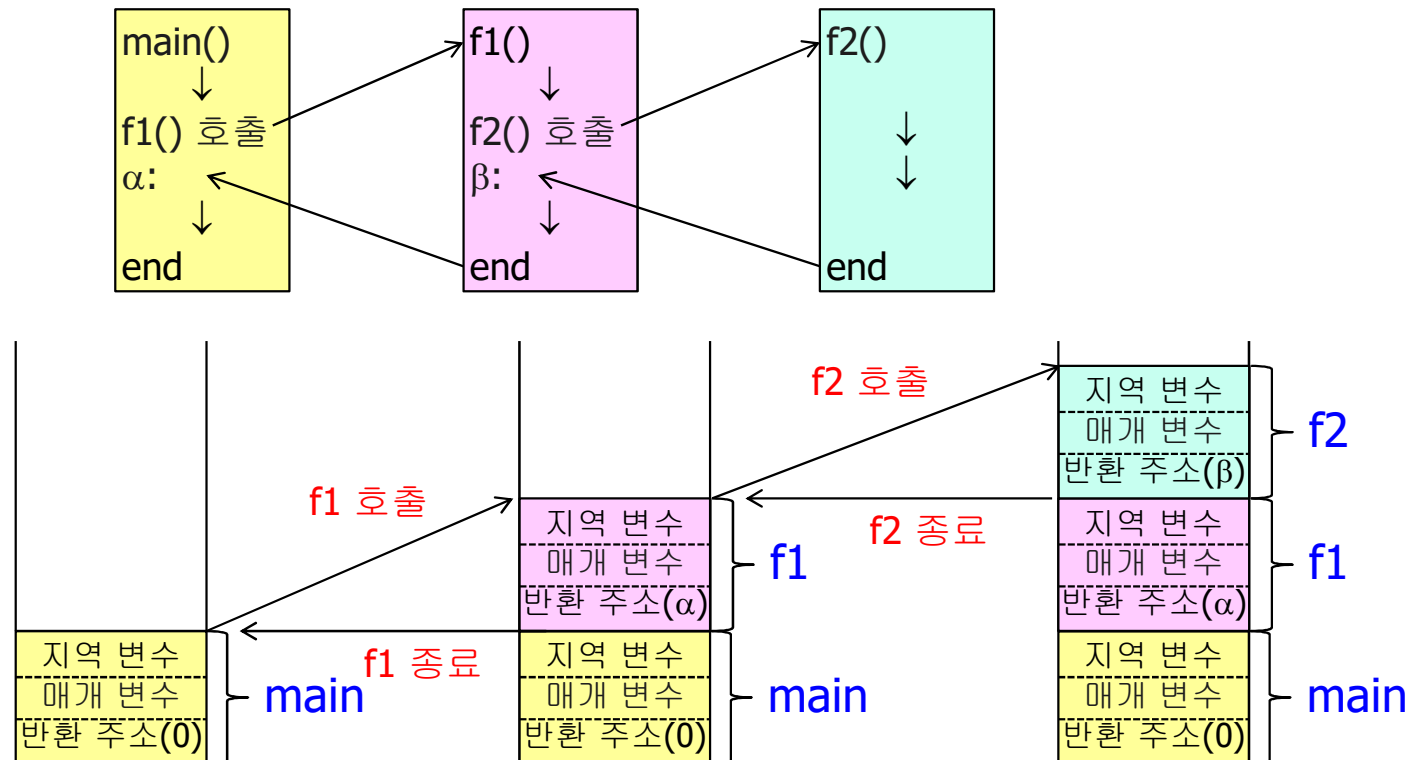 main()
↓
f1() 호출
α:
↓
end
f1()
↓
f2() 호출
β:
↓
end
f2()
↓
↓
end
지역 변수
매개 변수
반환 주소(0)
main
f1 호출
f1 종료
지역 변수
매개 변수
반환 주소(α)
f1
지역 변수
매개 변수
반환 주소(0)
main
f2 호출
f2 종료
지역 변수
매개 변수
반환 주소(β)
f2
지역 변수
매개 변수
반환 주소(α)
f1
지역 변수
매개 변수
반환 주소(0)
main